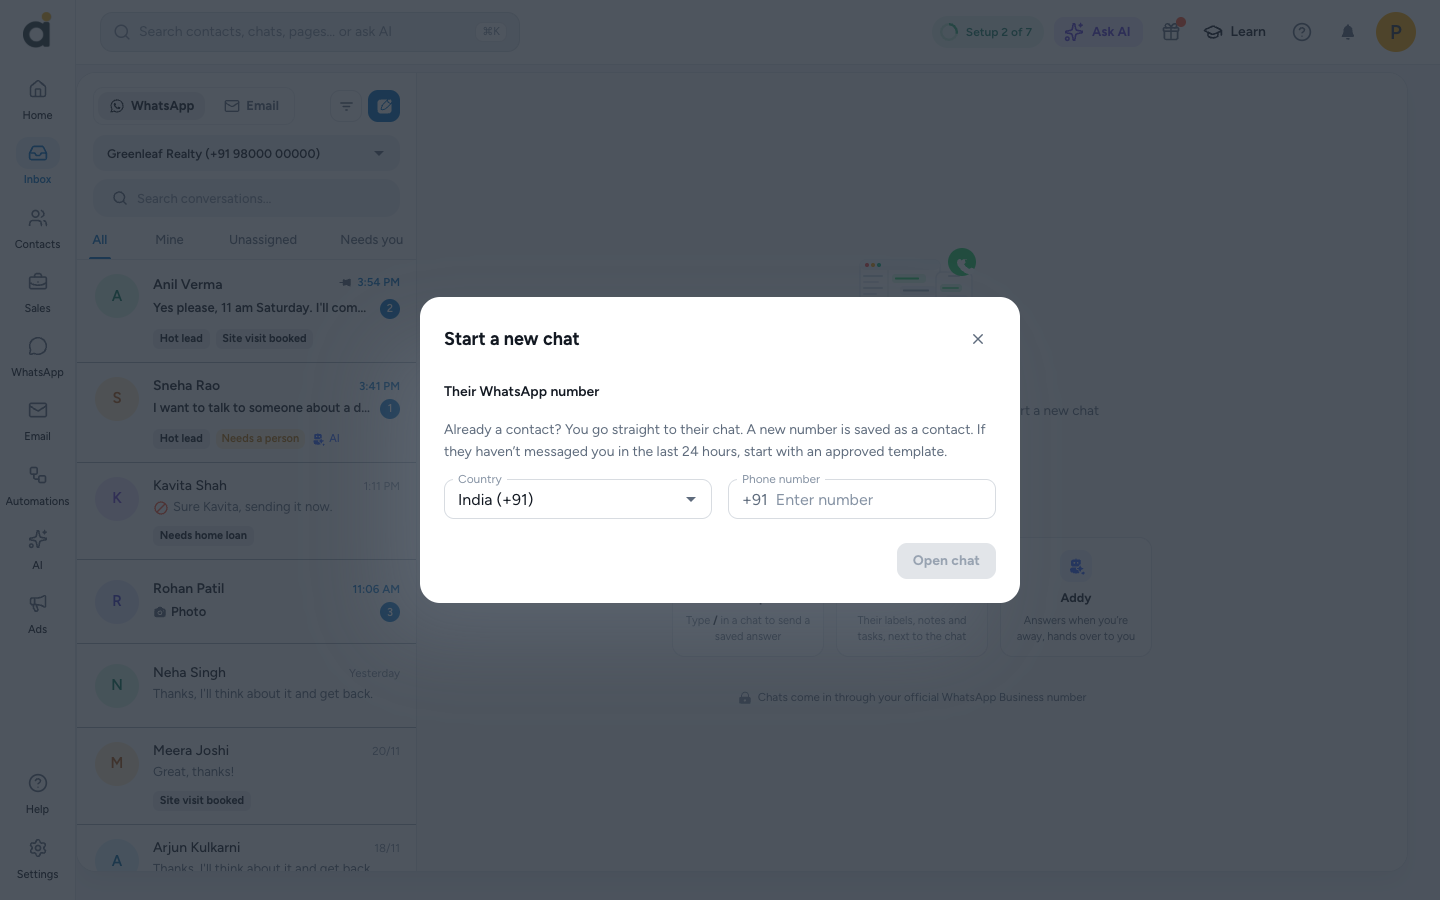 Search contacts, chats, pages... or ask AI
⌘K
Setup 2 of 7
Ask AI
Learn
P
Home
Inbox
Contacts
Sales
WhatsApp
Email
Automations
AI
Ads
Help
Settings
WhatsApp
Email
Greenleaf Realty (+91 98000 00000)
Search conversations...
All
Mine
Unassigned
Needs you
A
Anil Verma
3:54 PM
Yes please, 11 am Saturday. I'll com...
2
Hot lead
Site visit booked
S
Sneha Rao
3:41 PM
I want to talk to someone about a d...
1
Hot lead
Needs a person
AI
K
Kavita Shah
1:11 PM
Sure Kavita, sending it now.
Needs home loan
R
Rohan Patil
11:06 AM
Photo
3
N
Neha Singh
Yesterday
Thanks, I'll think about it and get back.
M
Meera Joshi
20/11
Great, thanks!
Site visit booked
A
Arjun Kulkarni
18/11
Thanks, I'll think about it and get back.
Start a new chat
Their WhatsApp number
Already a contact? You go straight to their chat. A new number is saved as a contact. If
they haven't messaged you in the last 24 hours, start with an approved template.
Country
India (+91)
Phone number
+91 Enter number
Open chat
rt a new chat
Type / in a chat to send a
saved answer
Their labels, notes and
tasks, next to the chat
Addy
Answers when you're
away, hands over to you
Chats come in through your official WhatsApp Business number